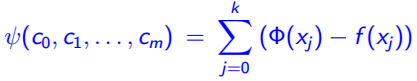 ψ(c₀, c₁, . . . , cₘ) = ∑_{j=0}^{k} (Φ(xⱼ) − f(xⱼ))